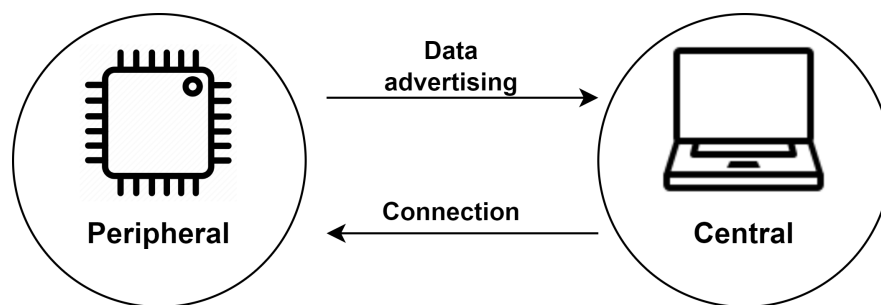 Data
advertising
Connection
Peripheral
Central